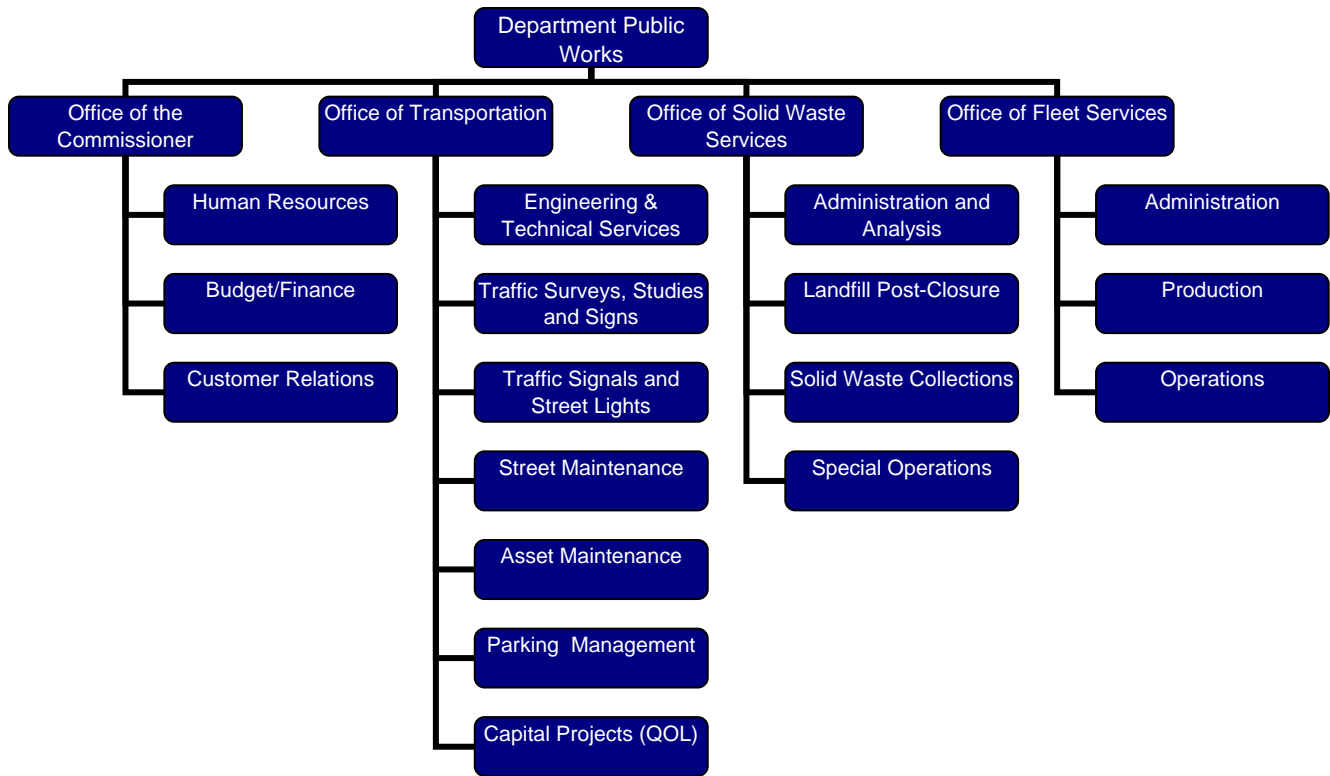 Department Public
Works
Office of the
Commissioner
Office of Transportation
Office of Solid Waste
Services
Office of Fleet Services
Human Resources
Budget/Finance
Customer Relations
Engineering &
Technical Services
Traffic Surveys, Studies
and Signs
Traffic Signals and
Street Lights
Street Maintenance
Asset Maintenance
Parking  Management
Capital Projects (QOL)
Administration and
Analysis
Landfill Post-Closure
Solid Waste Collections
Special Operations
Administration
Production
Operations